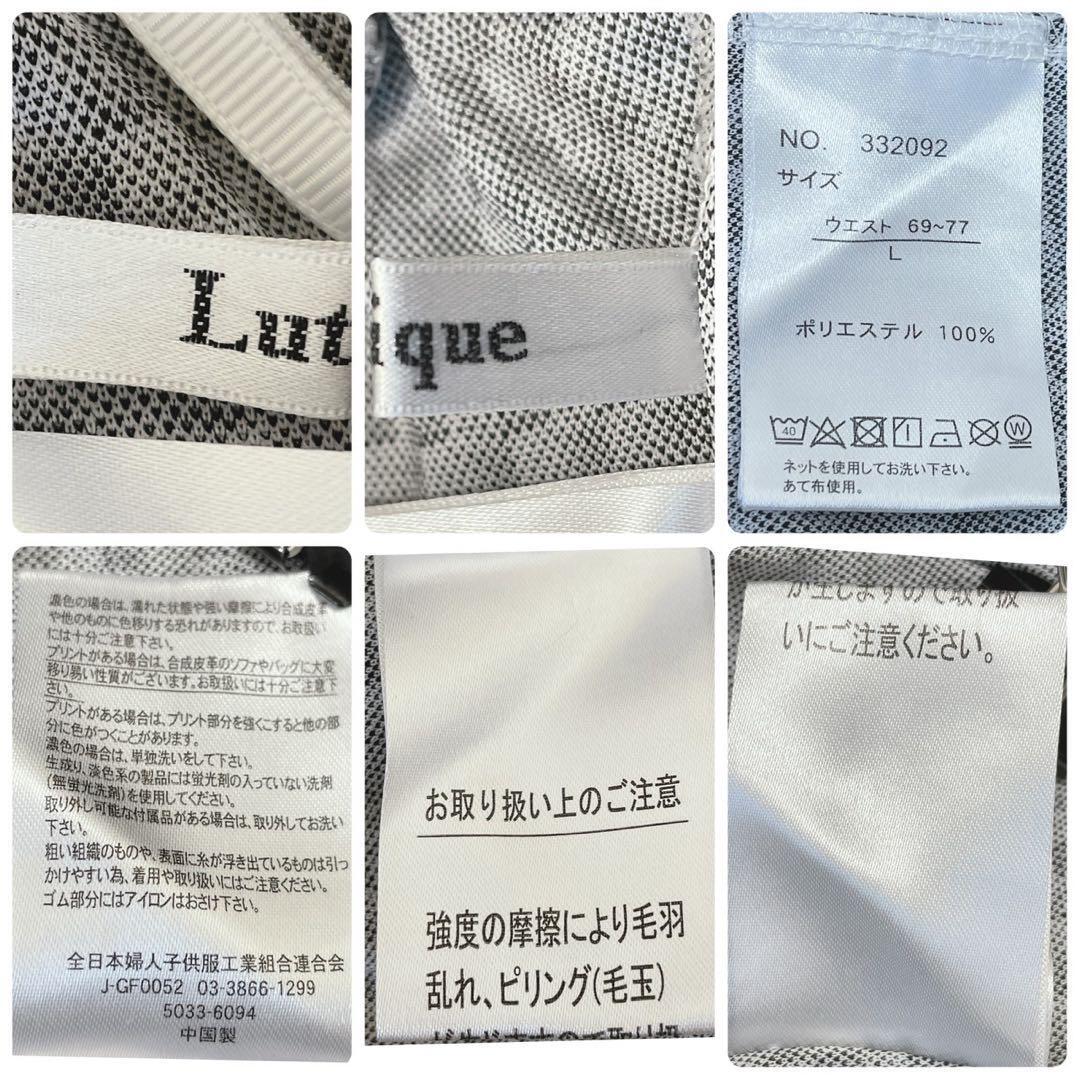 Lut
ique
NO. 332092
サイズ
ウエスト 69~77
L
ポリエステル 100%
40
W
ネットを使用してお洗い下さい。
あて布使用。
濃色の場合は、濡れた状態や強い摩擦により合成皮革
や他のものに色移りする恐れがありますので、お取扱い
には十分ご注意下さい。
プリントがある場合は、合成皮革のソファやバッグに大変
移り易い性質がございます。お取扱いには十分ご注意下
さい。
プリントがある場合は、プリント部分を強くこすると他の部
分に色がつくことがあります。
濃色の場合は、単独洗いをして下さい。
生成り、淡色系の製品には蛍光剤の入っていない洗剤
(無蛍光洗剤)を使用してください。
取り外し可能な付属品がある場合は、取り外してお洗い
下さい。
粗い組織のものや、表面に糸が浮き出ているものは引っ
かけやすい為、着用や取り扱いにはご注意ください。
ゴム部分にはアイロンはおさけ下さい。
全日本婦人子供服工業組合連合会
J-GF0052 03-3866-1299
5033-6094
中国製
お取り扱い上のご注意
強度の摩擦により毛羽
乱れ、ピリング(毛玉)
が生じますので取り扱
いにご注意ください。